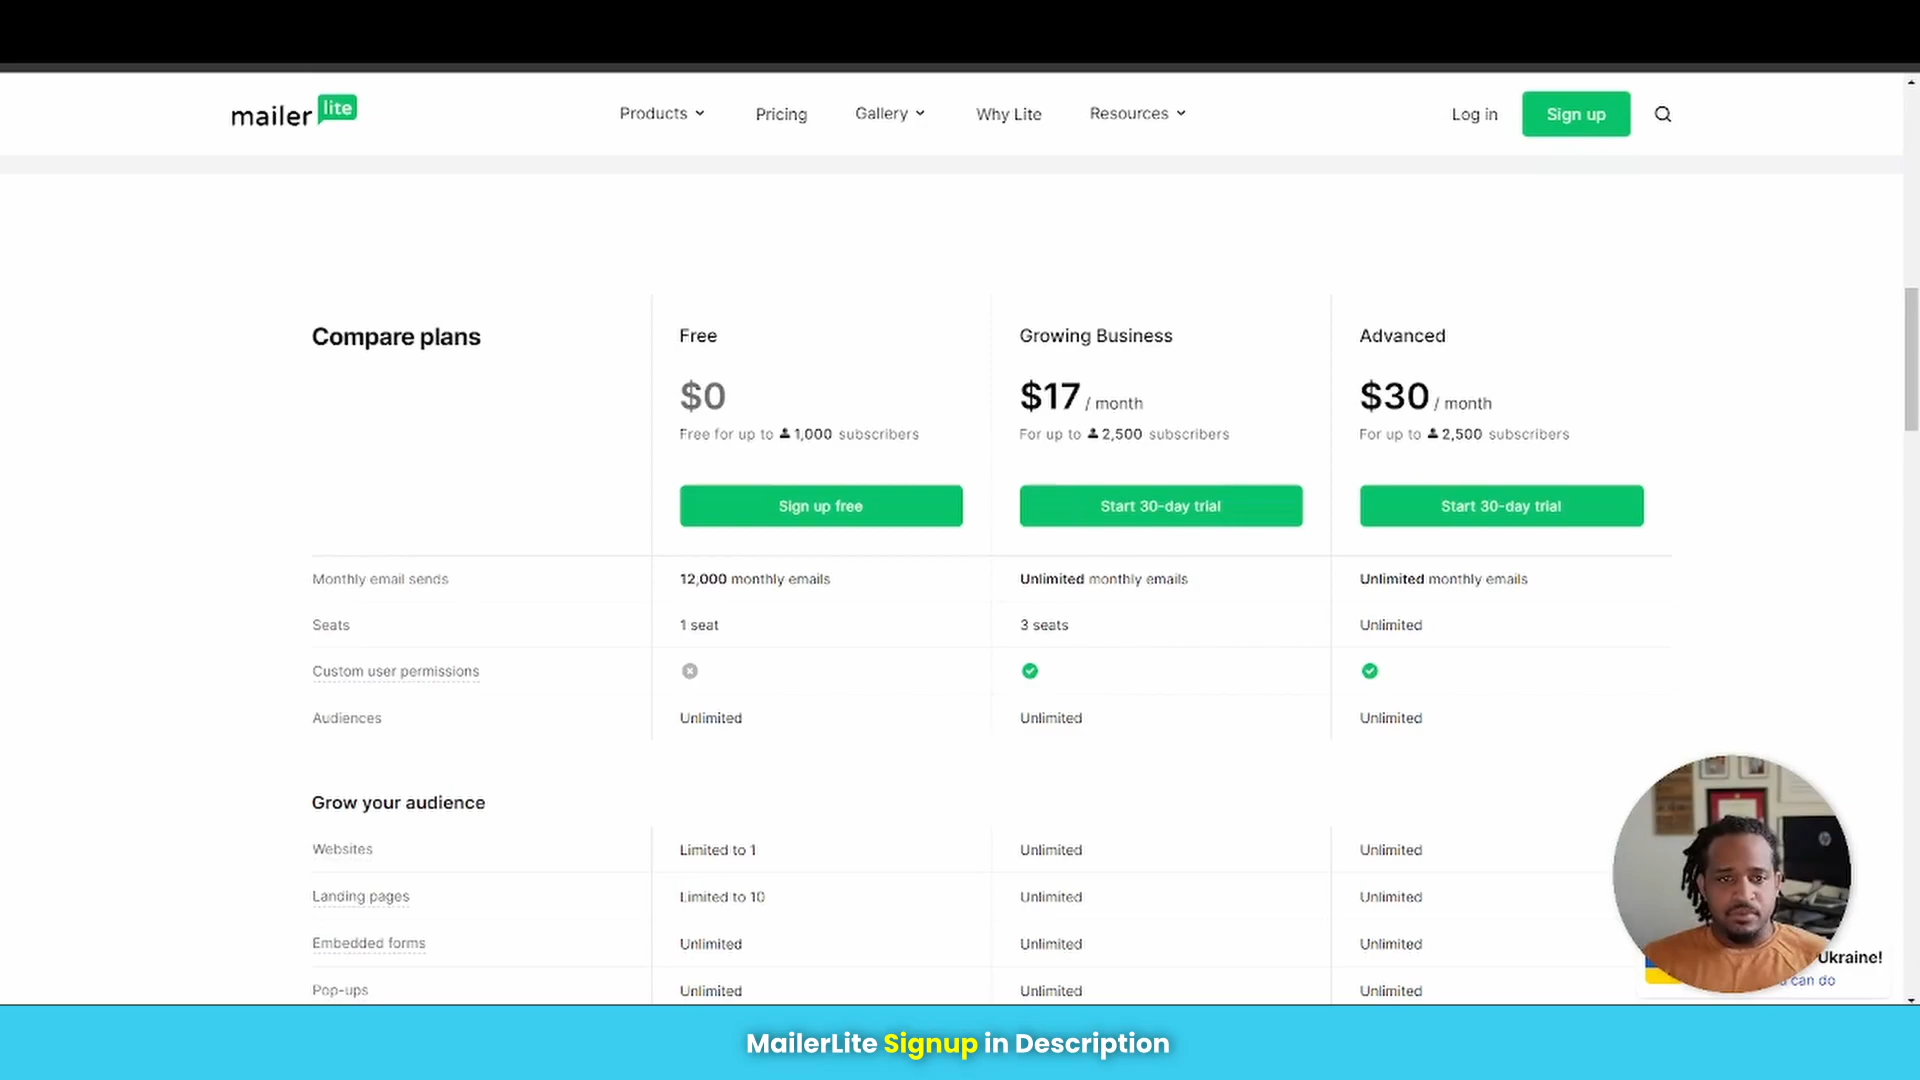 mailer lite
Products Pricing Gallery Why Lite Resources Log in Sign up
Compare plans Free Growing Business Advanced
$0 $17 / month $30 / month
Free for up to 1,000 subscribers For up to 2,500 subscribers For up to 2,500 subscribers
Sign up free Start 30-day trial Start 30-day trial
Monthly email sends 12,000 monthly emails Unlimited monthly emails Unlimited monthly emails
Seats 1 seat 3 seats Unlimited
Custom user permissions
Audiences Unlimited Unlimited Unlimited
Grow your audience
Websites Limited to 1 Unlimited Unlimited
Landing pages Limited to 10 Unlimited Unlimited
Embedded forms Unlimited Unlimited Unlimited
Ukraine!
can do
Pop-ups Unlimited Unlimited Unlimited
MailerLite Signup in Description